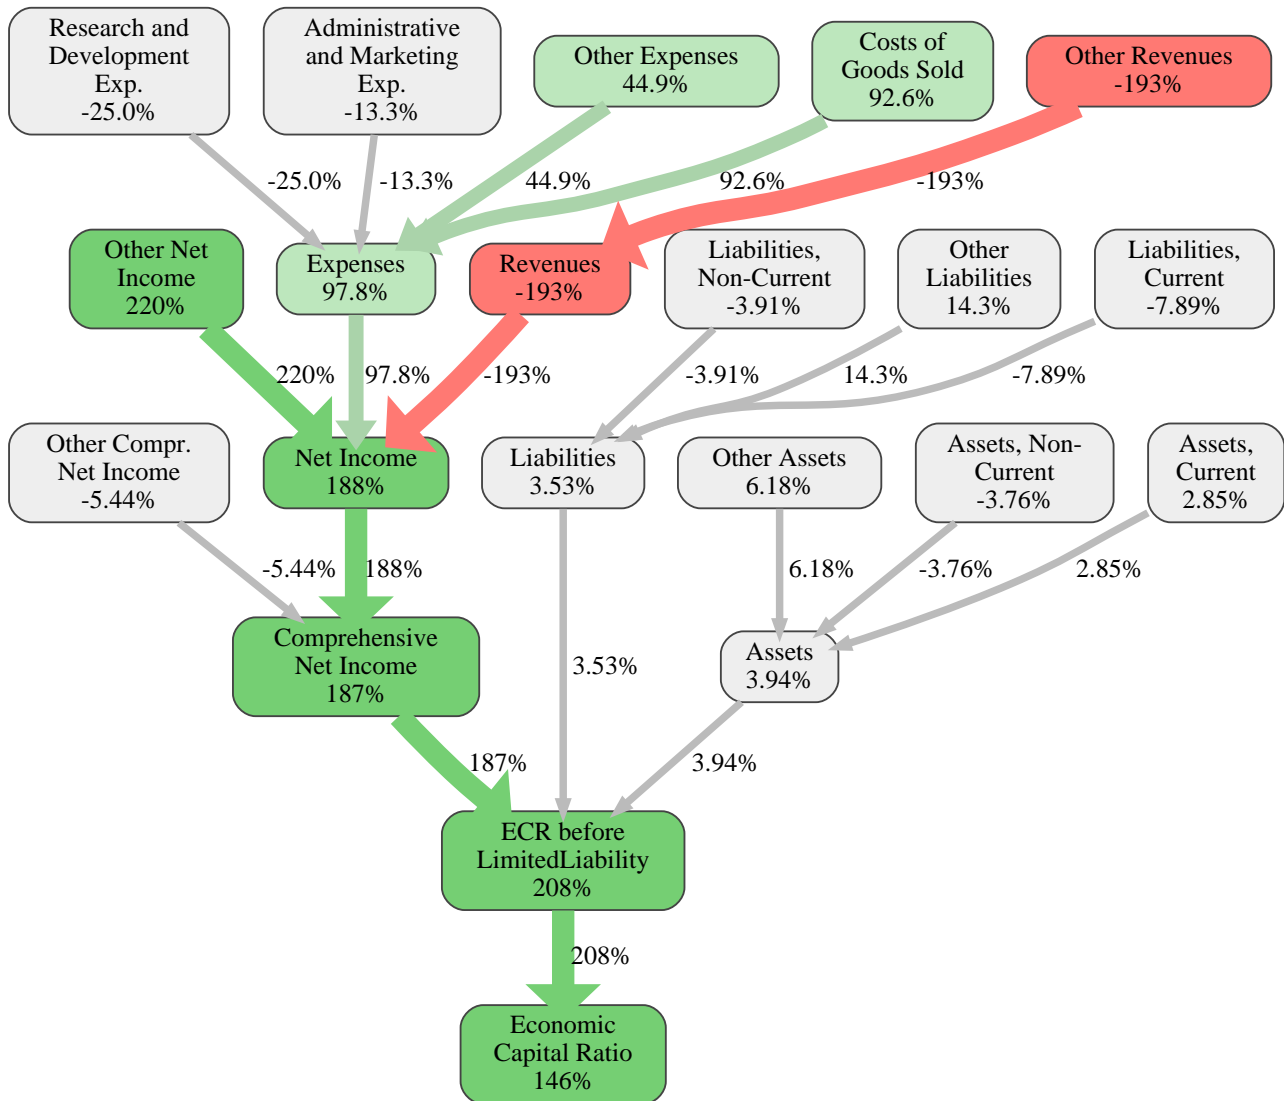 Research and
Development
Exp.
-25.0%
Administrative
and Marketing
Exp.
-13.3%
Other Expenses
44.9%
Costs of
Goods Sold
92.6%
Other Revenues
-193%
-25.0%
-13.3%
44.9%
92.6%
-193%
Other Net
Income
220%
Expenses
97.8%
Revenues
-193%
Liabilities,
Non-Current
-3.91%
Other
Liabilities
14.3%
Liabilities,
Current
-7.89%
220%
97.8%
-193%
-3.91%
14.3%
-7.89%
Other Compr.
Net Income
-5.44%
Net Income
188%
Liabilities
3.53%
Other Assets
6.18%
Assets, Non-
Current
-3.76%
Assets,
Current
2.85%
-5.44%
188%
6.18%
-3.76%
2.85%
Comprehensive
Net Income
187%
3.53%
Assets
3.94%
187%
3.94%
ECR before
LimitedLiability
208%
208%
Economic
Capital Ratio
146%